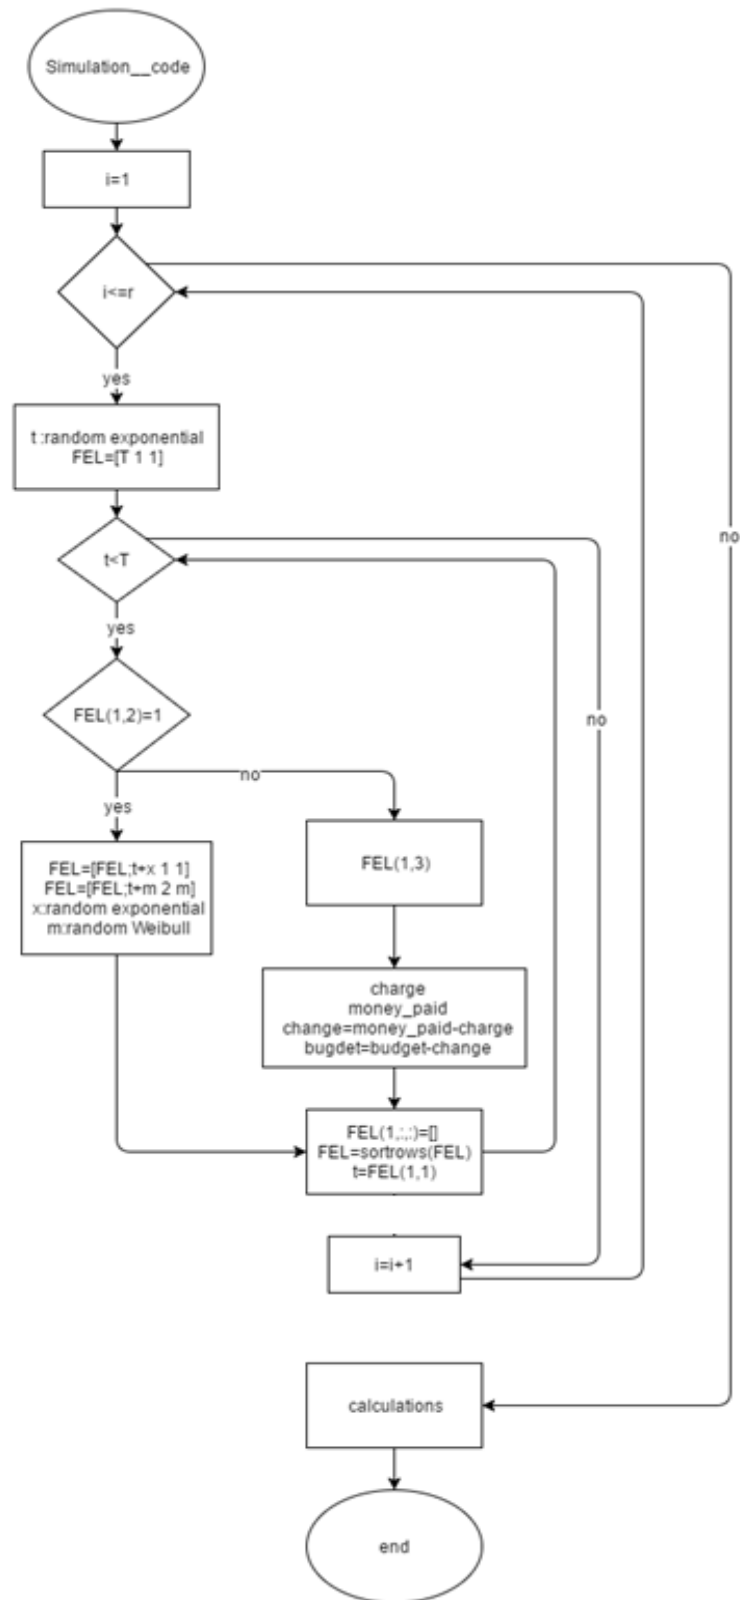 Simulation__code
i=1
i<=r
yes
t :random exponential
FEL=[T 1 1]
t<T
yes
no
no
FEL(1,2)=1
no
yes
FEL=[FEL;t+x 1 1]
FEL=[FEL;t+m 2 m]
x:random exponential
m:random Weibull
FEL(1,3)
charge
money_paid
change=money_paid-charge
bugdet=budget-change
FEL(1,:,:)=[]
FEL=sortrows(FEL)
t=FEL(1,1)
i=i+1
calculations
end